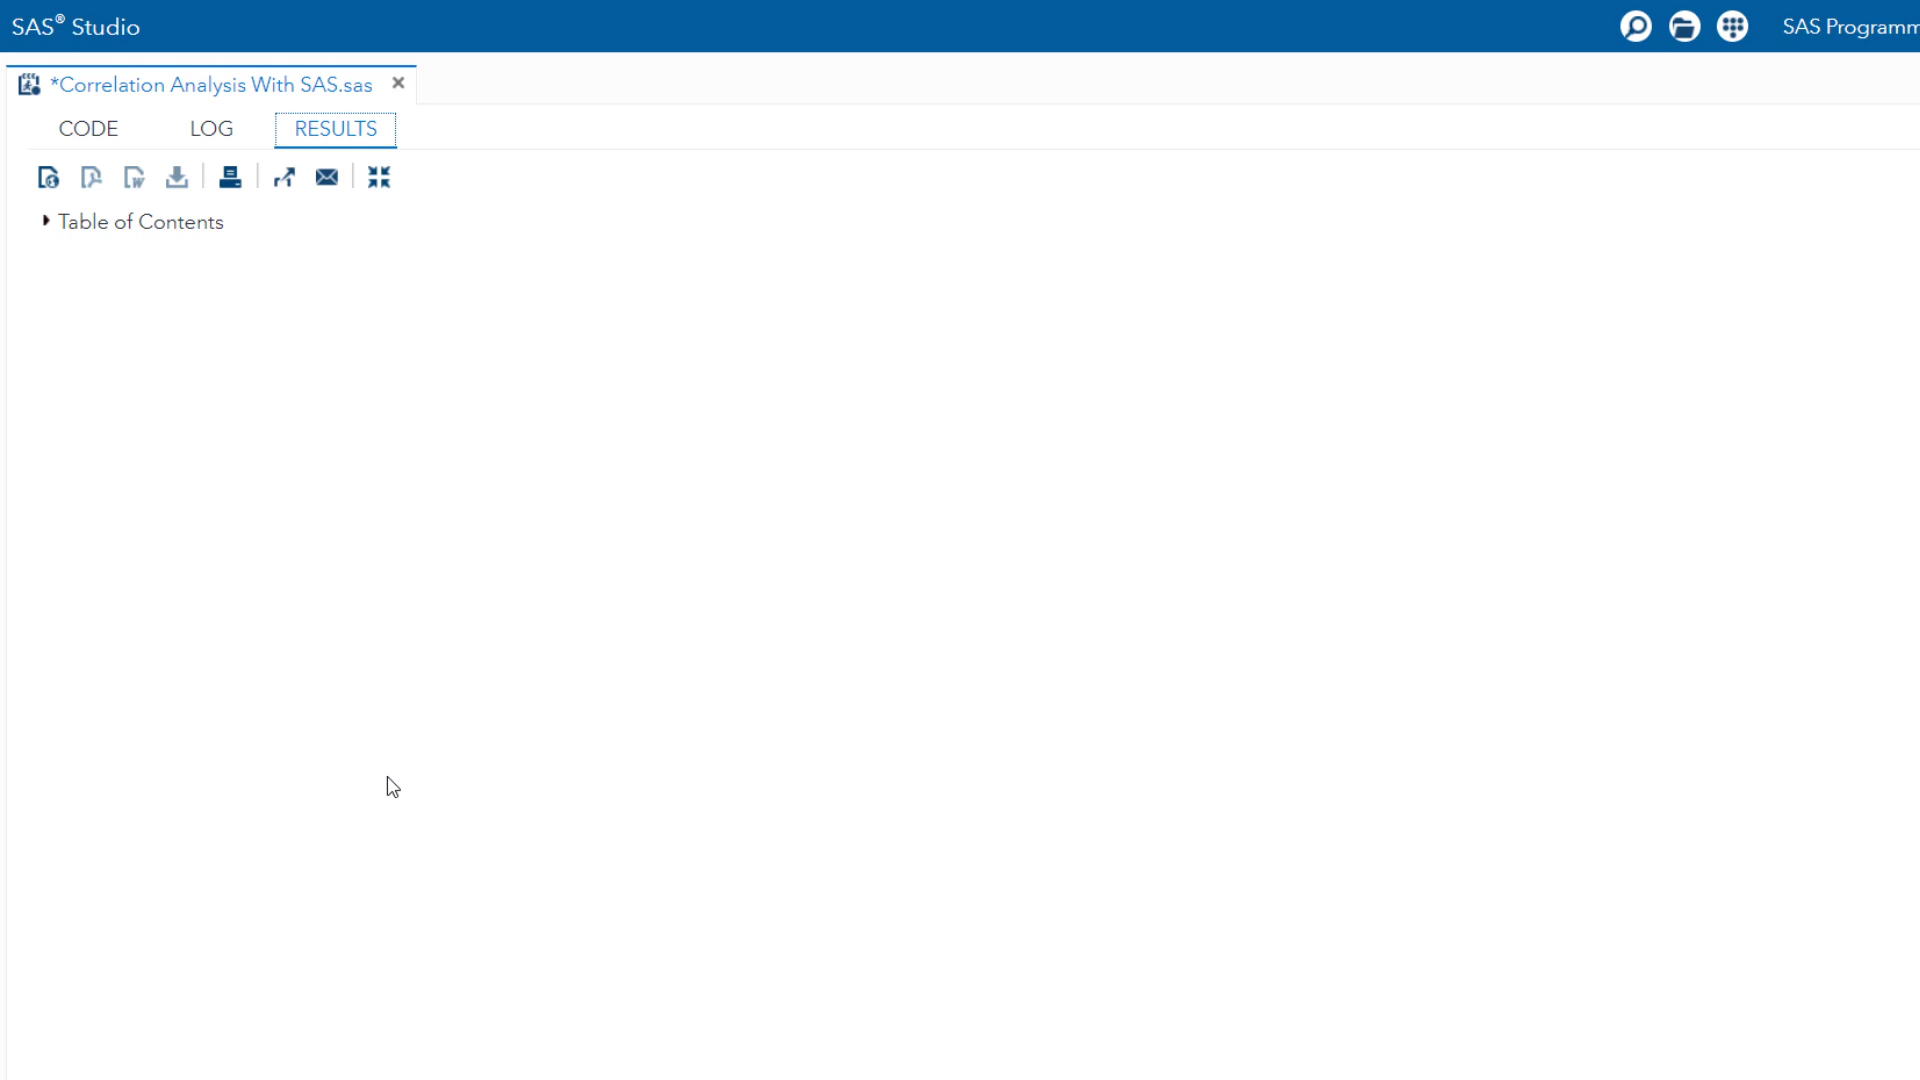 SAS® Studio
SAS Programm
*Correlation Analysis With SAS.sas
CODE
LOG
RESULTS
Table of Contents